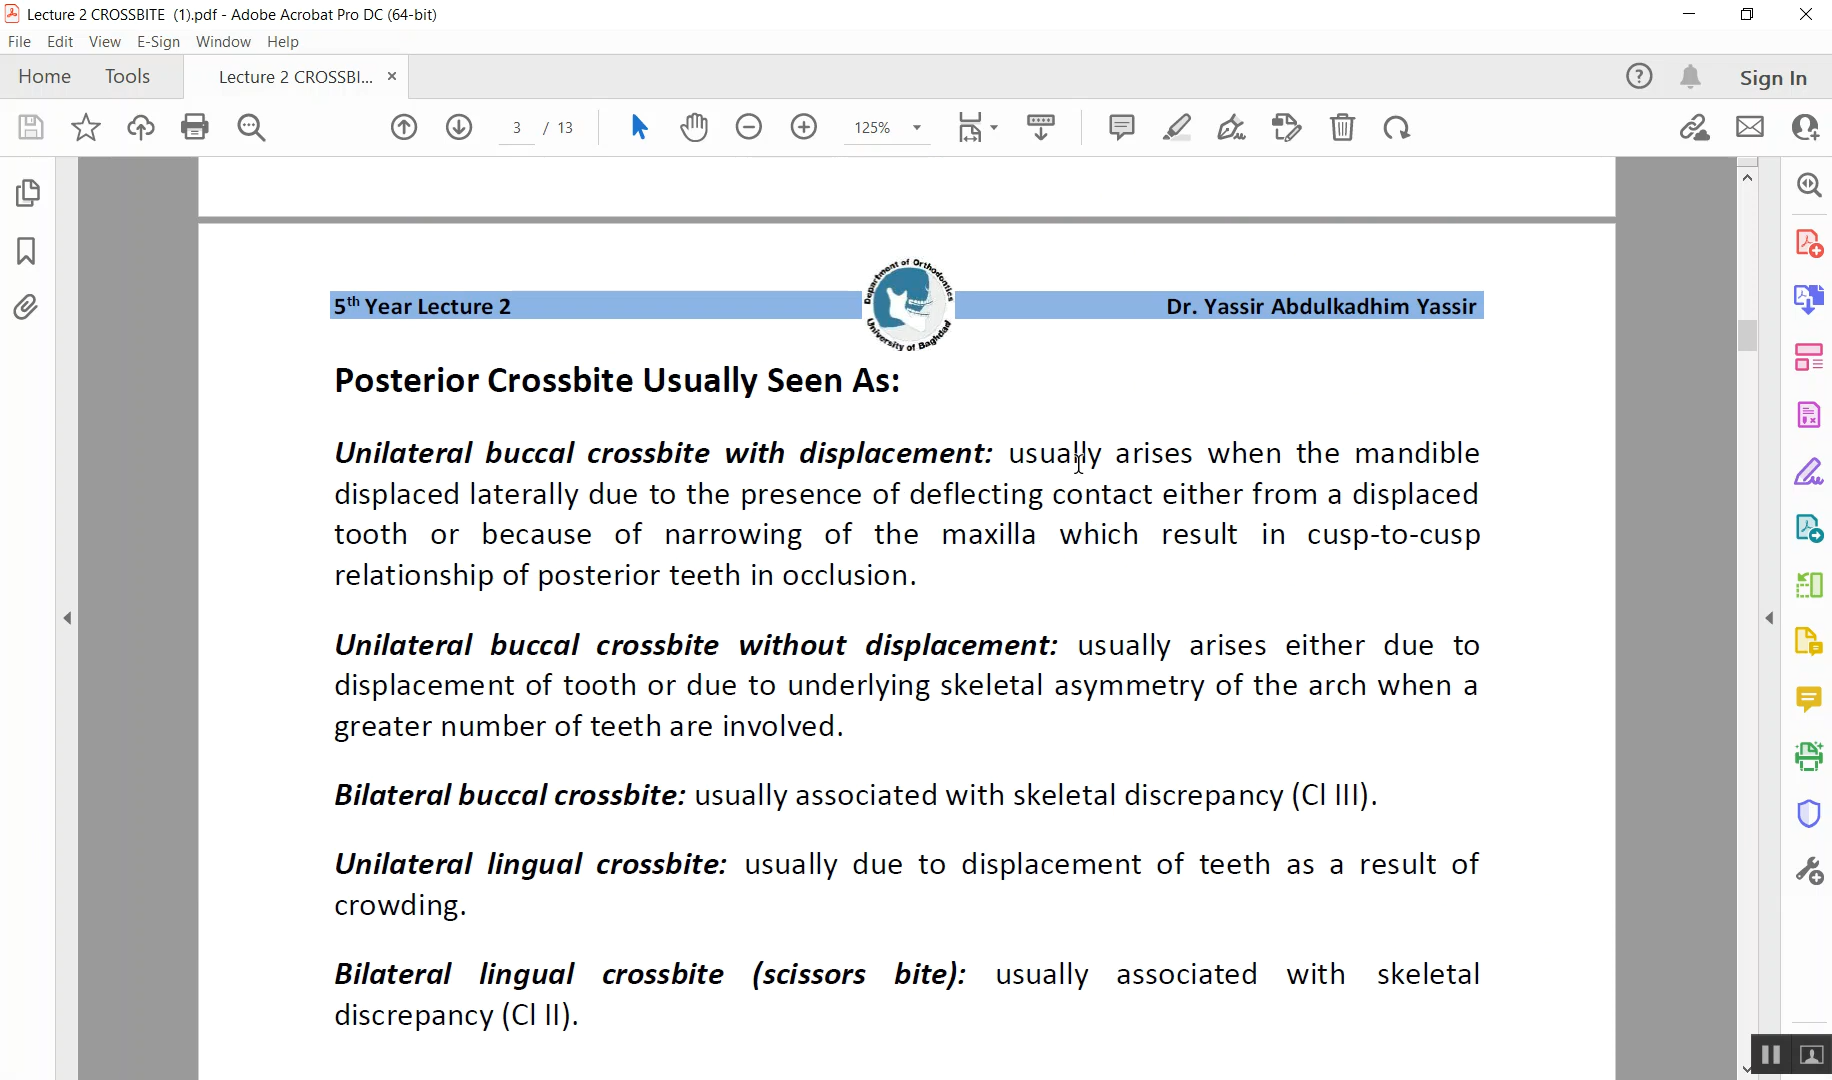 Lecture 2 CROSSBITE (1).pdf - Adobe Acrobat Pro DC (64-bit)
File Edit View E-Sign Window Help
Home Tools Lecture 2 CROSSBI... × Sign In
3 / 13 125%
Department of Orthodontics
5th Year Lecture 2 Dr. Yassir Abdulkadhim Yassir
University of Baghdad
Posterior Crossbite Usually Seen As:
Unilateral buccal crossbite with displacement: usually arises when the mandible
displaced laterally due to the presence of deflecting contact either from a displaced
tooth or because of narrowing of the maxilla which result in cusp-to-cusp
relationship of posterior teeth in occlusion.
Unilateral buccal crossbite without displacement: usually arises either due to
displacement of tooth or due to underlying skeletal asymmetry of the arch when a
greater number of teeth are involved.
Bilateral buccal crossbite: usually associated with skeletal discrepancy (Cl III).
Unilateral lingual crossbite: usually due to displacement of teeth as a result of
crowding.
Bilateral lingual crossbite (scissors bite): usually associated with skeletal
discrepancy (Cl II).